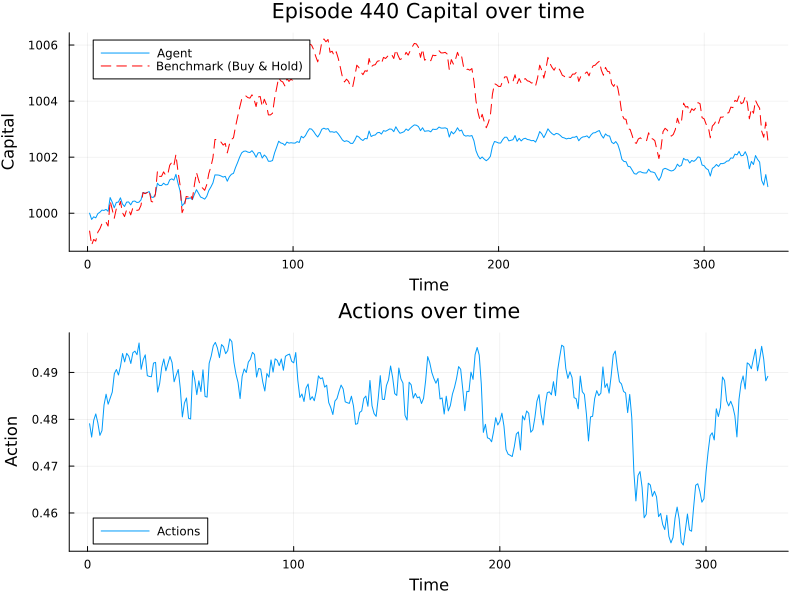 Episode 440 Capital over time
1006
1004
1002
1000
Capital
Agent
Benchmark (Buy & Hold)
0
100
200
300
Time
Actions over time
0.49
0.48
0.47
0.46
Action
Actions
0
100
200
300
Time